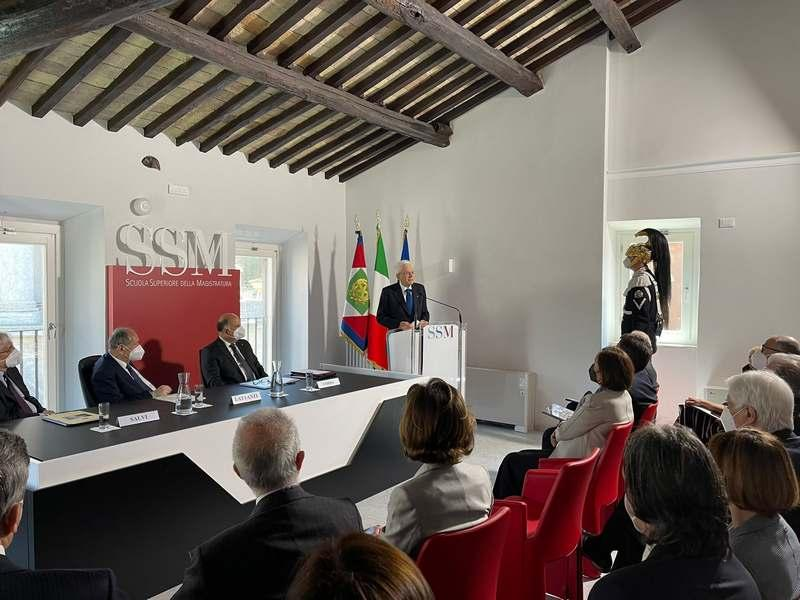 SSM
SCUOLA SUPERIORE DELLA MAGISTRATURA
SSM
SALVI
LATTANZI